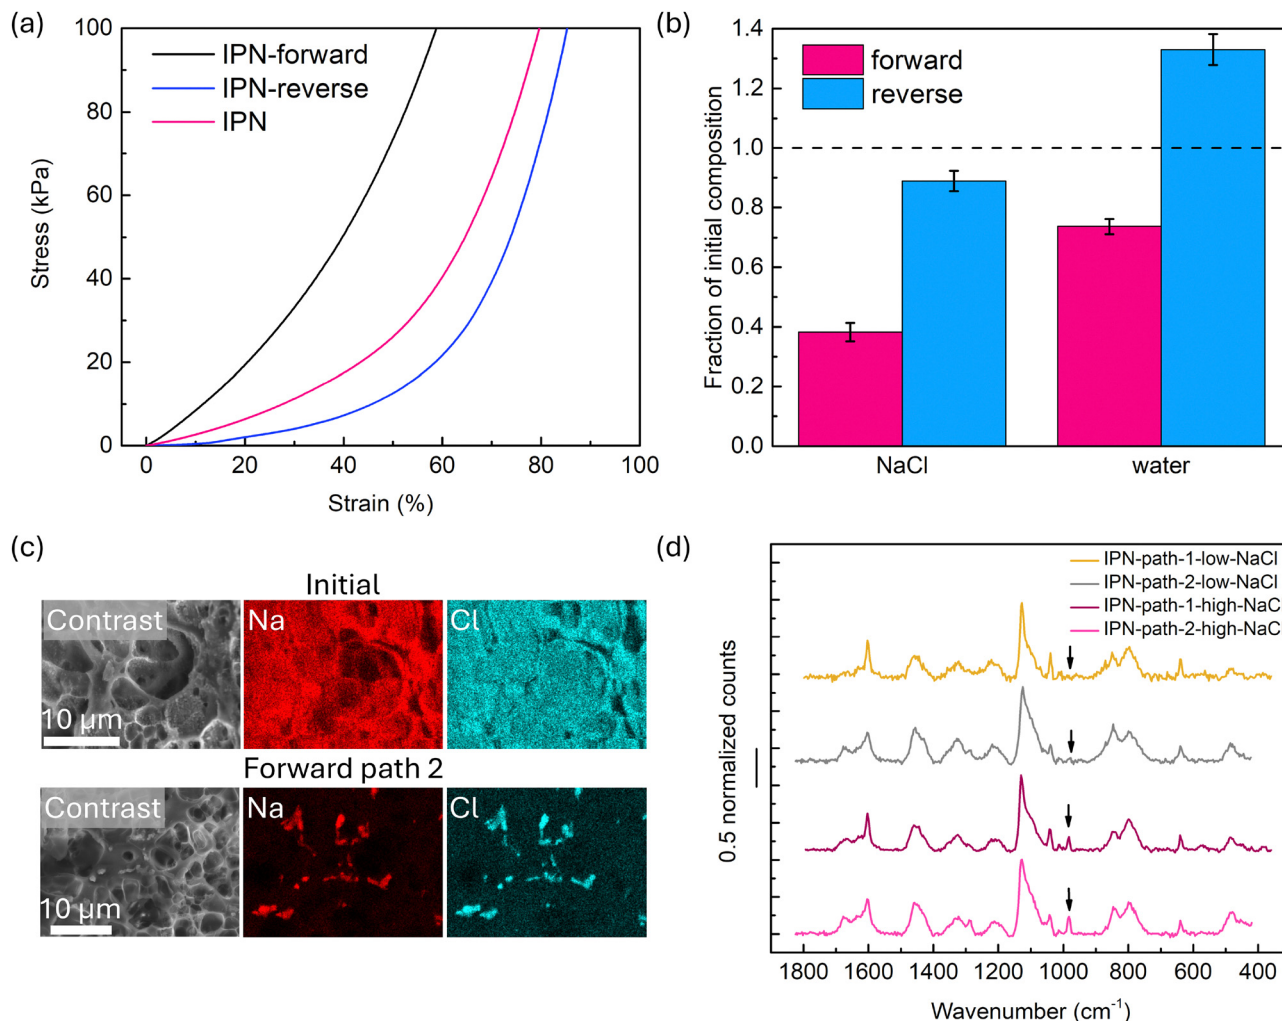 (a)
100
80
60
40
20
0
Stress (kPa)
IPN-forward
IPN-reverse
IPN
0 20 40 60 80 100
Strain (%)
(b)
1.4
1.2
1.0
0.8
0.6
0.4
0.2
0.0
Fraction of initial composition
forward
reverse
NaCl water
(c)
Initial
Contrast Na Cl
10 µm
Forward path 2
Contrast Na Cl
10 µm
(d)
IPN-path-1-low-NaCl
IPN-path-2-low-NaCl
IPN-path-1-high-NaC
IPN-path-2-high-NaC
0.5 normalized counts
1800 1600 1400 1200 1000 800 600 400
Wavenumber (cm⁻¹)